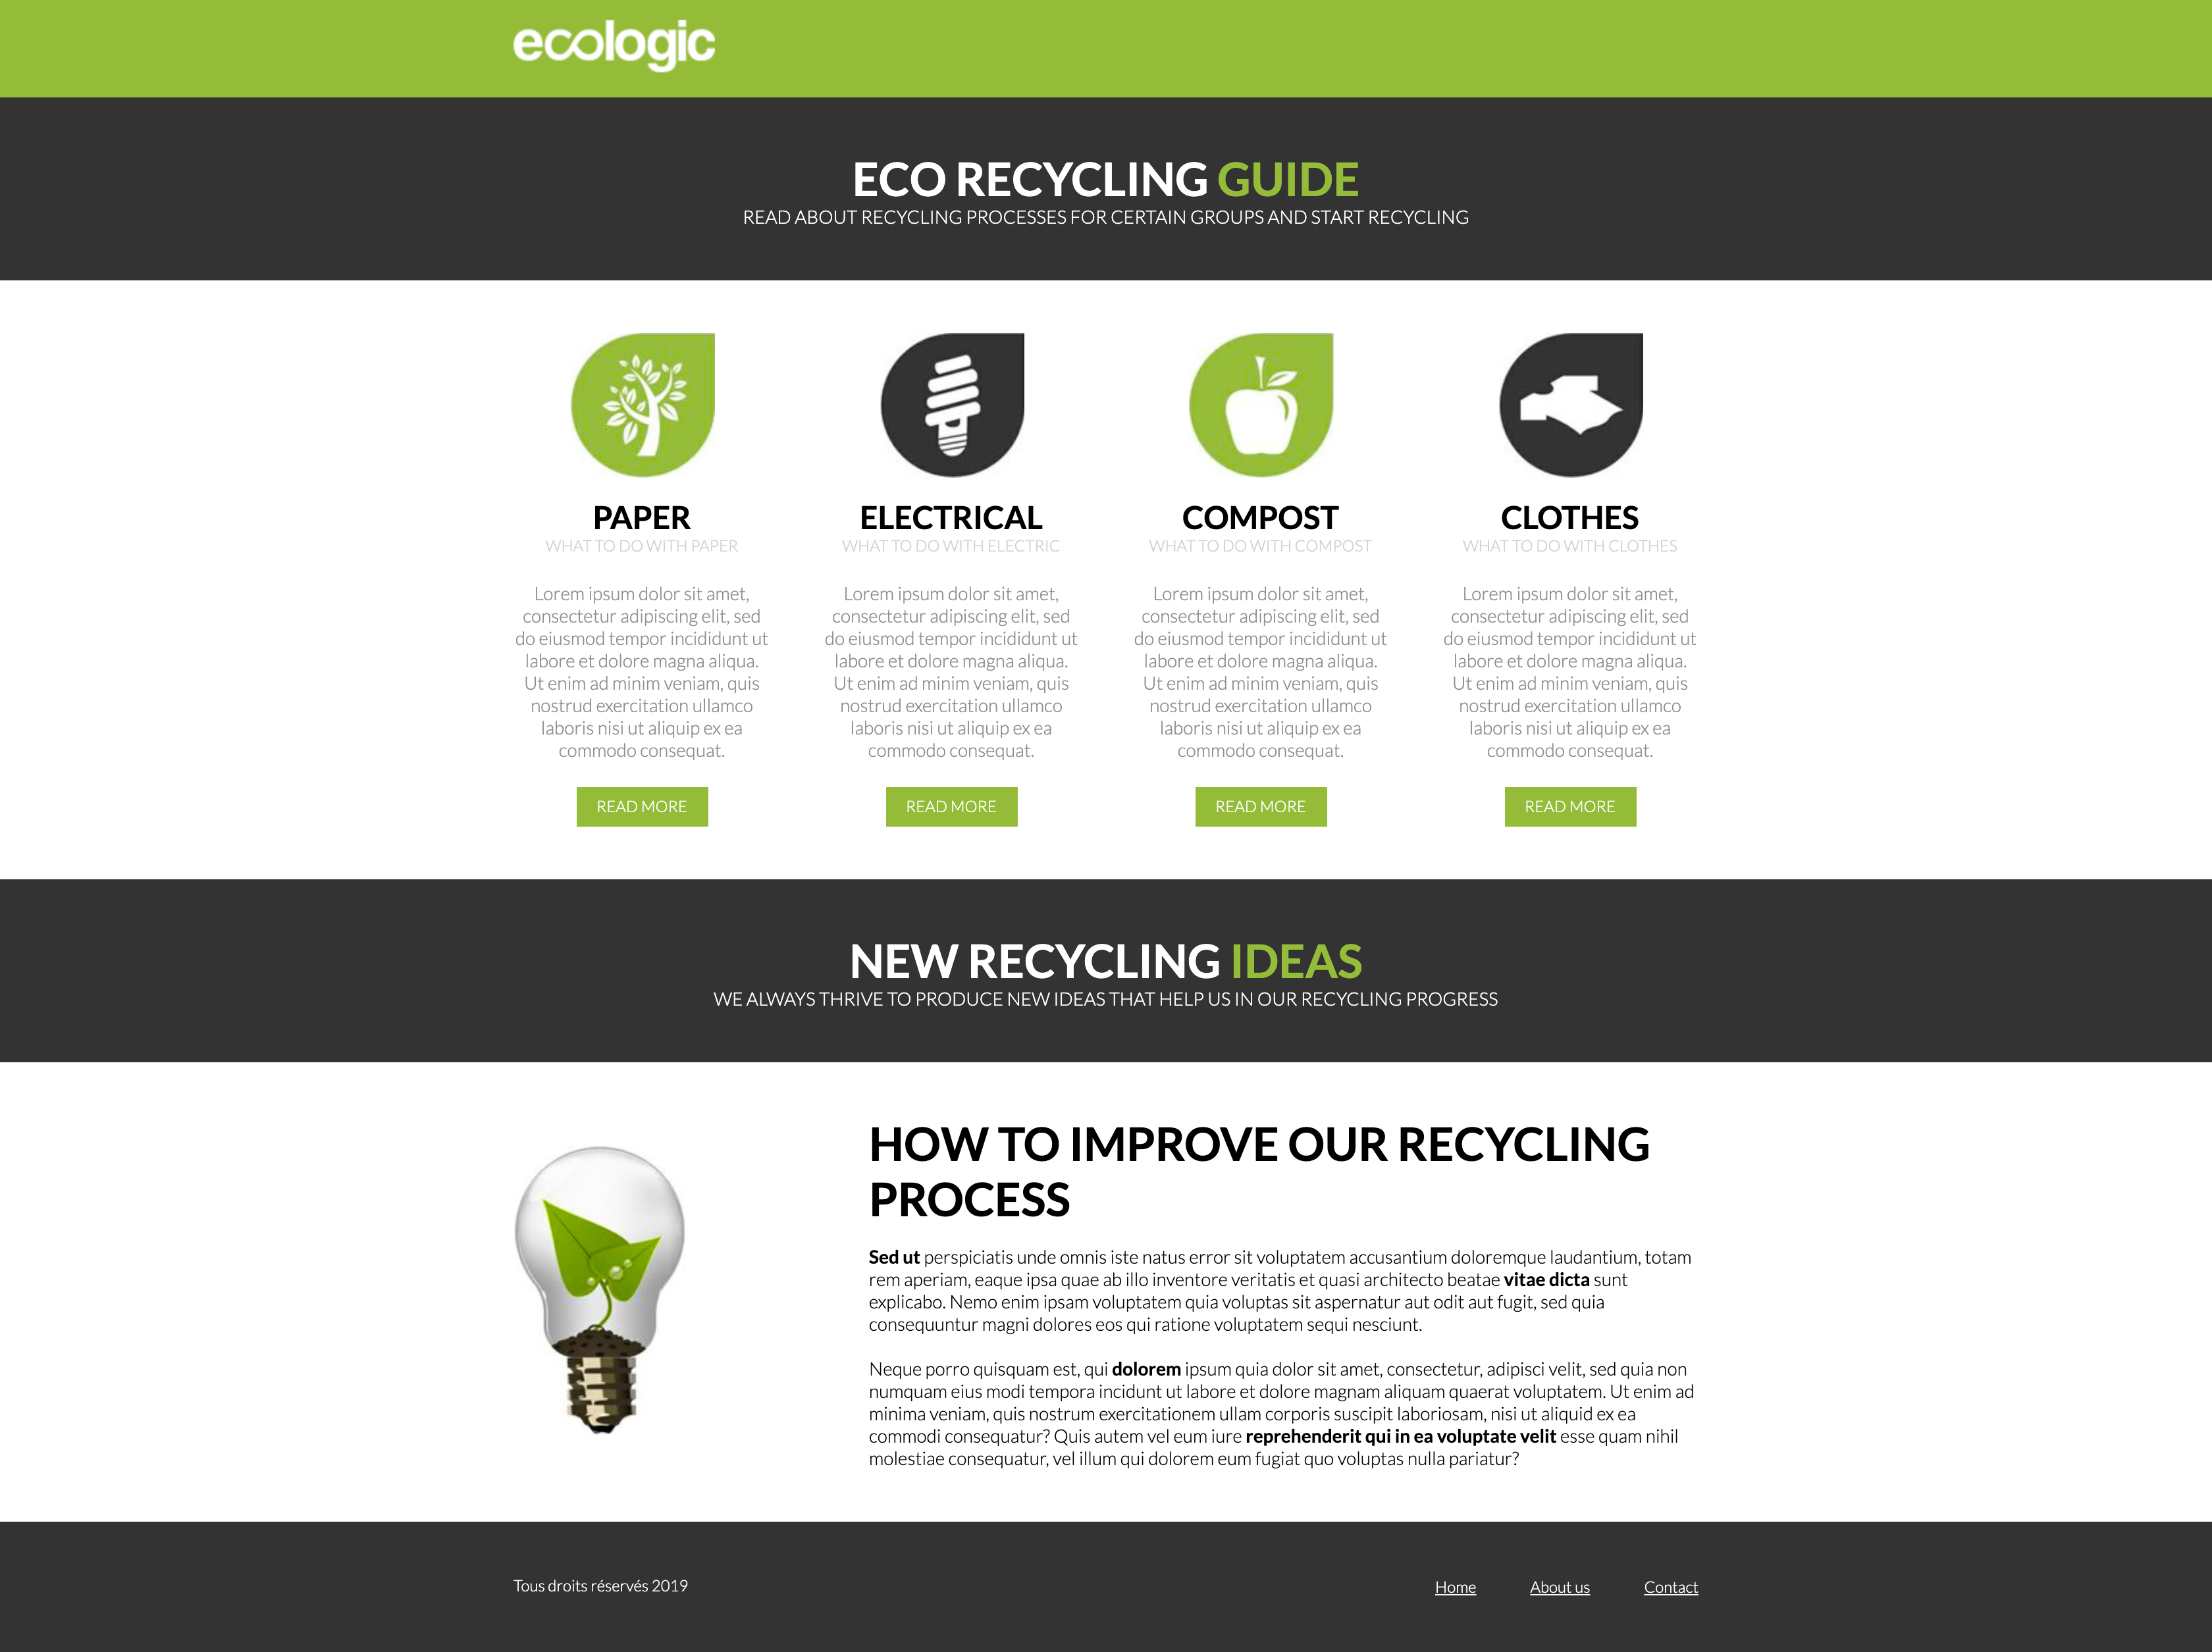 ecologic
ECO RECYCLING GUIDE
READ ABOUT RECYCLING PROCESSES FOR CERTAIN GROUPS AND START RECYCLING
PAPER
WHAT TO DO WITH PAPER
Lorem ipsum dolor sit amet,
consectetur adipiscing elit, sed
do eiusmod tempor incididunt ut
labore et dolore magna aliqua.
Ut enim ad minim veniam, quis
nostrud exercitation ullamco
laboris nisi ut aliquip ex ea
commodo consequat.
READ MORE
ELECTRICAL
WHAT TO DO WITH ELECTRIC
Lorem ipsum dolor sit amet,
consectetur adipiscing elit, sed
do eiusmod tempor incididunt ut
labore et dolore magna aliqua.
Ut enim ad minim veniam, quis
nostrud exercitation ullamco
laboris nisi ut aliquip ex ea
commodo consequat.
READ MORE
COMPOST
WHAT TO DO WITH COMPOST
Lorem ipsum dolor sit amet,
consectetur adipiscing elit, sed
do eiusmod tempor incididunt ut
labore et dolore magna aliqua.
Ut enim ad minim veniam, quis
nostrud exercitation ullamco
laboris nisi ut aliquip ex ea
commodo consequat.
READ MORE
CLOTHES
WHAT TO DO WITH CLOTHES
Lorem ipsum dolor sit amet,
consectetur adipiscing elit, sed
do eiusmod tempor incididunt ut
labore et dolore magna aliqua.
Ut enim ad minim veniam, quis
nostrud exercitation ullamco
laboris nisi ut aliquip ex ea
commodo consequat.
READ MORE
NEW RECYCLING IDEAS
WE ALWAYS THRIVE TO PRODUCE NEW IDEAS THAT HELP US IN OUR RECYCLING PROGRESS
HOW TO IMPROVE OUR RECYCLING
PROCESS
Sed ut perspiciatis unde omnis iste natus error sit voluptatem accusantium doloremque laudantium, totam
rem aperiam, eaque ipsa quae ab illo inventore veritatis et quasi architecto beatae vitae dicta sunt
explicabo. Nemo enim ipsam voluptatem quia voluptas sit aspernatur aut odit aut fugit, sed quia
consequuntur magni dolores eos qui ratione voluptatem sequi nesciunt.
Neque porro quisquam est, qui dolorem ipsum quia dolor sit amet, consectetur, adipisci velit, sed quia non
numquam eius modi tempora incidunt ut labore et dolore magnam aliquam quaerat voluptatem. Ut enim ad
minima veniam, quis nostrum exercitationem ullam corporis suscipit laboriosam, nisi ut aliquid ex ea
commodi consequatur? Quis autem vel eum iure reprehenderit qui in ea voluptate velit esse quam nihil
molestiae consequatur, vel illum qui dolorem eum fugiat quo voluptas nulla pariatur?
Tous droits réservés 2019
Home
About us
Contact